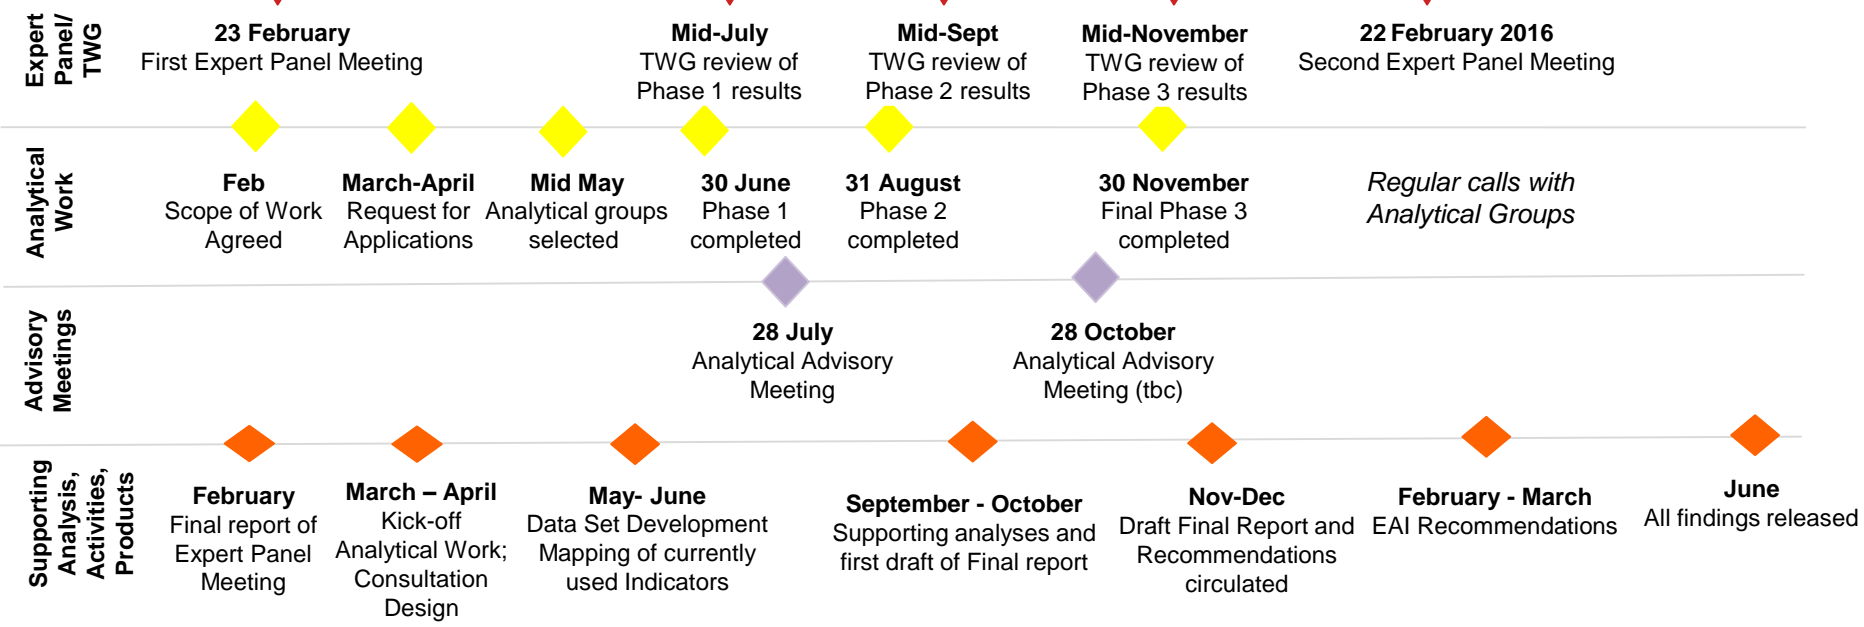 Expert
Panel/
TWG
23 February
First Expert Panel Meeting
Mid-July
TWG review of
Phase 1 results
Mid-Sept
TWG review of
Phase 2 results
Mid-November
TWG review of
Phase 3 results
22 February 2016
Second Expert Panel Meeting
Analytical
Work
Feb
Scope of Work
Agreed
March-April
Request for
Applications
Mid May
Analytical groups
selected
30 June
Phase 1
completed
31 August
Phase 2
completed
30 November
Final Phase 3
completed
Regular calls with
Analytical Groups
Advisory
Meetings
28 July
Analytical Advisory
Meeting
28 October
Analytical Advisory
Meeting (tbc)
Supporting
Analysis,
Activities,
Products
February
Final report of
Expert Panel
Meeting
March – April
Kick-off
Analytical Work;
Consultation
Design
May- June
Data Set Development
Mapping of currently
used Indicators
September - October
Supporting analyses and
first draft of Final report
Nov-Dec
Draft Final Report and
Recommendations
circulated
February - March
EAI Recommendations
June
All findings released